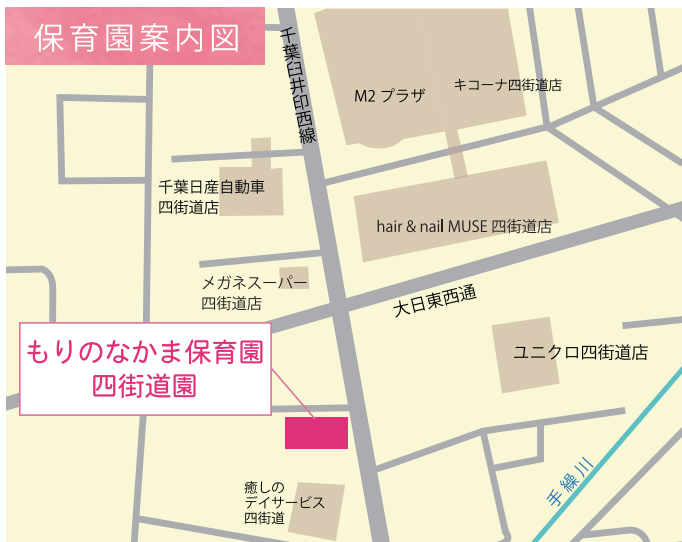 保育園案内図
千葉臼井印西線
M2 プラザ
キコーナ四街道店
千葉日産自動車
四街道店
hair & nail MUSE 四街道店
メガネスーパー
四街道店
大日東西通
もりのなかま保育園
四街道園
ユニクロ四街道店
手繰川
癒しの
デイサービス
四街道